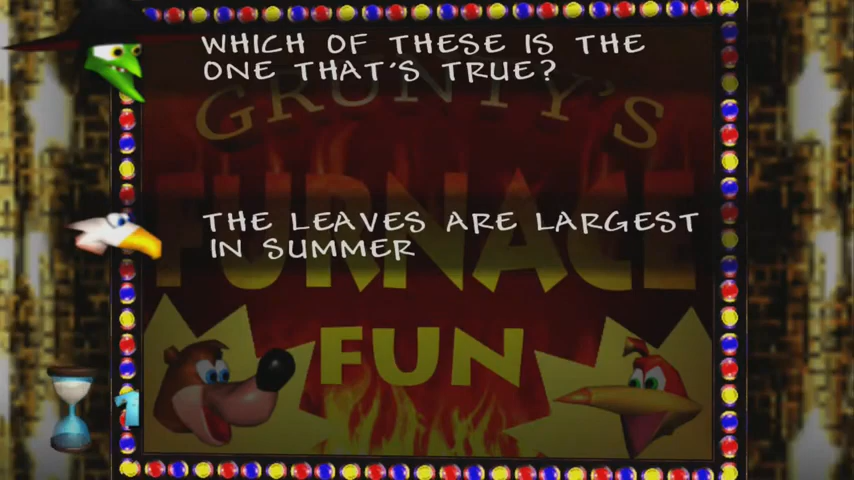 WHICH OF THESE IS THE
ONE THAT'S TRUE?
GRUNTY'S
FURNACE
THE LEAVES ARE LARGEST
IN SUMMER
FUN
1